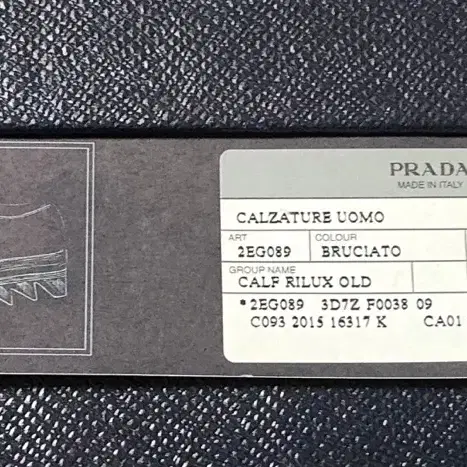 PRADA
MADE IN ITALY
CALZATURE UOMO
ART COLOUR
2EG089 BRUCIATO
GROUP NAME
CALF RILUX OLD
*2EG089 3D7Z F0038 09
C093 2015 16317 K CA01